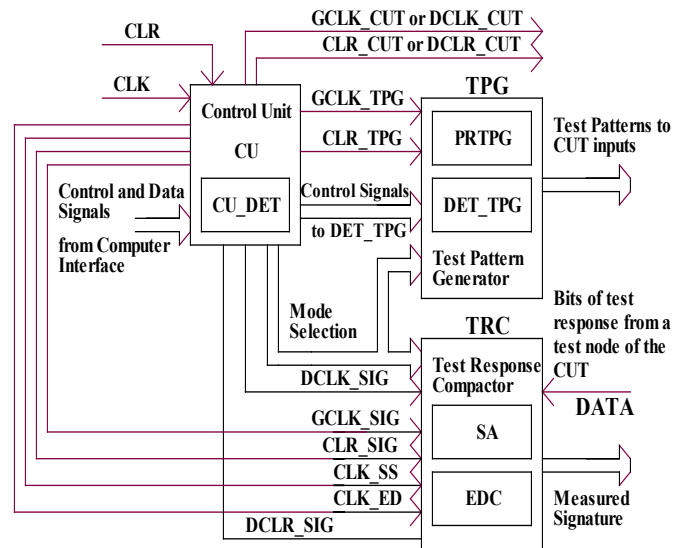 GCLK_CUT or DCLK_CUT
CLR
CLR_CUT or DCLR_CUT
CLK
TPG
Control Unit
CU
CU_DET
GCLK_TPG
CLR_TPG
PRTPG
Test Patterns to
CUT inputs
Control and Data
Signals
from Computer
Interface
Control Signals
to DET_TPG
DET_TPG
Test Pattern
Generator
Mode
Selection
Bits of test
response from a
test node of the
CUT
TRC
Test Response
Compactor
DCLK_SIG
DATA
GCLK_SIG
SA
CLR_SIG
CLK_SS
EDC
CLK_ED
Measured
Signature
DCLR_SIG